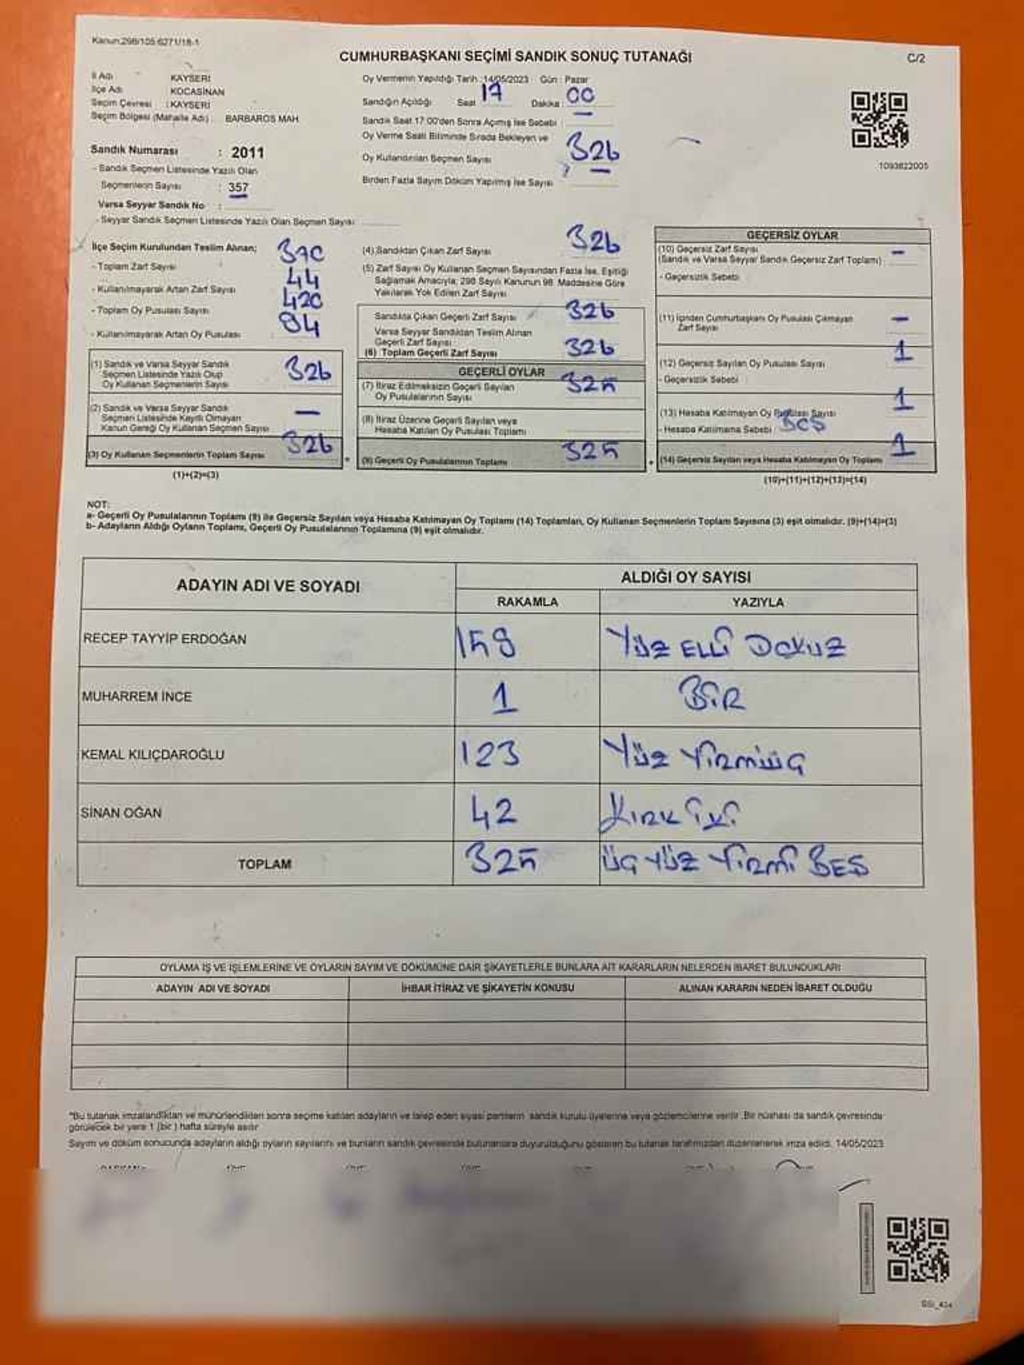 Kanun:298/105 6271/18-1
CUMHURBAŞKANI SEÇİMİ SANDIK SONUÇ TUTANAĞI
C/2
İl Adı KAYSERİ
İlçe Adı KOCASİNAN
Seçim Çevresi : KAYSERİ
Seçim Bölgesi (Mahalle Adı) : BARBAROS MAH
Sandık Numarası : 2011
- Sandık Seçmen Listesinde Yazılı Olan
Seçmenlerin Sayısı : 357
Varsa Seyyar Sandık No :
- Seyyar Sandık Seçmen Listesinde Yazılı Olan Seçmen Sayısı
Oy Vermenin Yapıldığı Tarih :14/05/2023 Gün : Pazar
Sandığın Açıldığı Saat 17 Dakika : 00
Sandık Saat 17:00'den Sonra Açımış İse Sebebi : —
Oy Verme Saati Bitiminde Sırada Bekleyen ve
Oy Kullandırılan Seçmen Sayısı 326
Birden Fazla Sayım Döküm Yapılmış İse Sayısı —
1093822005
İlçe Seçim Kurulundan Teslim Alınan;
- Toplam Zarf Sayısı 370
- Kullanılmayarak Artan Zarf Sayısı 44
- Toplam Oy Pusulası Sayısı 420
- Kullanılmayarak Artan Oy Pusulası : 94
(1) Sandık ve Varsa Seyyar Sandık
Seçmen Listesinde Yazılı Olup
Oy Kullanan Seçmenlerin Sayısı 326
(2) Sandık ve Varsa Seyyar Sandık
Seçmen Listesinde Kayıtlı Olmayan
Kanun Gereği Oy Kullanan Seçmen Sayısı —
(3) Oy Kullanan Seçmenlerin Toplam Sayısı 326
(1)+(2)=(3)
(4) Sandıktan Çıkan Zarf Sayısı 326
(5) Zarf Sayısı Oy Kullanan Seçmen Sayısından Fazla İse, Eşitliği
Sağlamak Amacıyla; 298 Sayılı Kanunun 98. Maddesine Göre
Yakılarak Yok Edilen Zarf Sayısı
Sandıkta Çıkan Geçerli Zarf Sayısı 326
Varsa Seyyar Sandıktan Teslim Alınan
Geçerli Zarf Sayısı
(6) Toplam Geçerli Zarf Sayısı 326
GEÇERLİ OYLAR
(7) İtiraz Edilmeksizin Geçerli Sayılan
Oy Pusulalarının Sayısı 325
(8) İtiraz Üzerine Geçerli Sayılan veya
Hesaba Katılan Oy Pusulası Toplamı
(9) Geçerli Oy Pusulalarının Toplamı 325
GEÇERSİZ OYLAR
(10) Geçersiz Zarf Sayısı
(Sandık ve Varsa Seyyar Sandık Geçersiz Zarf Toplamı) : —
- Geçersizlik Sebebi :
(11) İçinden Cumhurbaşkanı Oy Pusulası Çıkmayan
Zarf Sayısı —
(12) Geçersiz Sayılan Oy Pusulası Sayısı 1
- Geçersizlik Sebebi :
(13) Hesaba Katılmayan Oy Pusulası Sayısı 1
- Hesaba Katılmama Sebebi : BOŞ
(14) Geçersiz Sayılan veya Hesaba Katılmayan Oy Toplamı 1
(10)+(11)+(12)+(13)=(14)
NOT:
a- Geçerli Oy Pusulalarının Toplamı (9) ile Geçersiz Sayılan veya Hesaba Katılmayan Oy Toplamı (14) Toplamları, Oy Kullanan Seçmenlerin Toplam Sayısına (3) eşit olmalıdır. (9)+(14)=(3)
b- Adayların Aldığı Oyların Toplamı, Geçerli Oy Pusulalarının Toplamına (9) eşit olmalıdır.
ADAYIN ADI VE SOYADI
ALDIĞI OY SAYISI
RAKAMLA YAZIYLA
RECEP TAYYİP ERDOĞAN 159 Yüz ELLİ DOKUZ
MUHARREM İNCE 1 BİR
KEMAL KILIÇDAROĞLU 123 Yüz Yirmi üç
SİNAN OĞAN 42 Kırk iki
TOPLAM 325 üç yüz Yirmi BEŞ
OYLAMA İŞ VE İŞLEMLERİNE VE OYLARIN SAYIM VE DÖKÜMÜNE DAİR ŞİKAYETLERLE BUNLARA AİT KARARLARIN NELERDEN İBARET BULUNDUKLARI
ADAYIN ADI VE SOYADI İHBAR İTİRAZ VE ŞİKAYETİN KONUSU ALINAN KARARIN NEDEN İBARET OLDUĞU
"Bu tutanak imzalandıktan ve mühürlendikten sonra seçime katılan adayların ve talep eden siyasi partilerin sandık kurulu üyelerine veya gözlemcilerine verilir. Bir nüshası da sandık çevresinde
görülecek bir yere 1 (bir ) hafta süreyle asılır
Sayım ve döküm sonucunda adayların aldığı oyların sayılarını ve bunların sandık çevresinde bulunanlara duyurulduğunu gösteren bu tutanak tarafımızdan düzenlenerek imza edildi. 14/05/2023